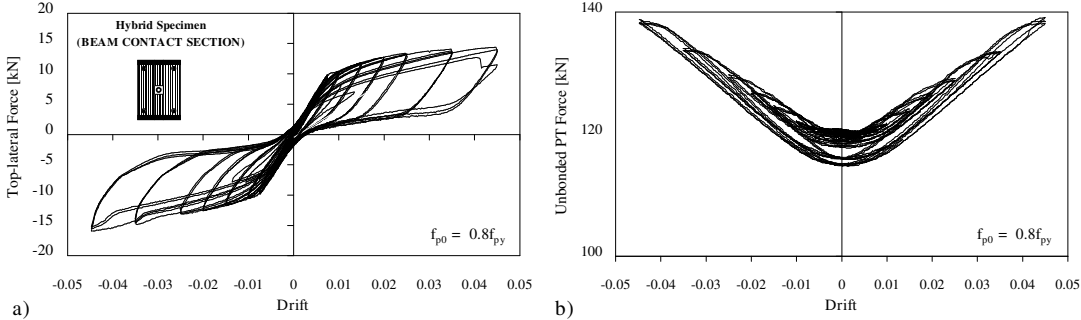 20
15
10
5
0
-5
-10
-15
-20
Top-lateral Force [kN]
Hybrid Specimen
(BEAM CONTACT SECTION)
f_p0 = 0.8f_py
-0.05 -0.04 -0.03 -0.02 -0.01 0 0.01 0.02 0.03 0.04 0.05
Drift
a)
140
120
100
Unbonded PT Force [kN]
f_p0 = 0.8f_py
-0.05 -0.04 -0.03 -0.02 -0.01 0 0.01 0.02 0.03 0.04 0.05
Drift
b)